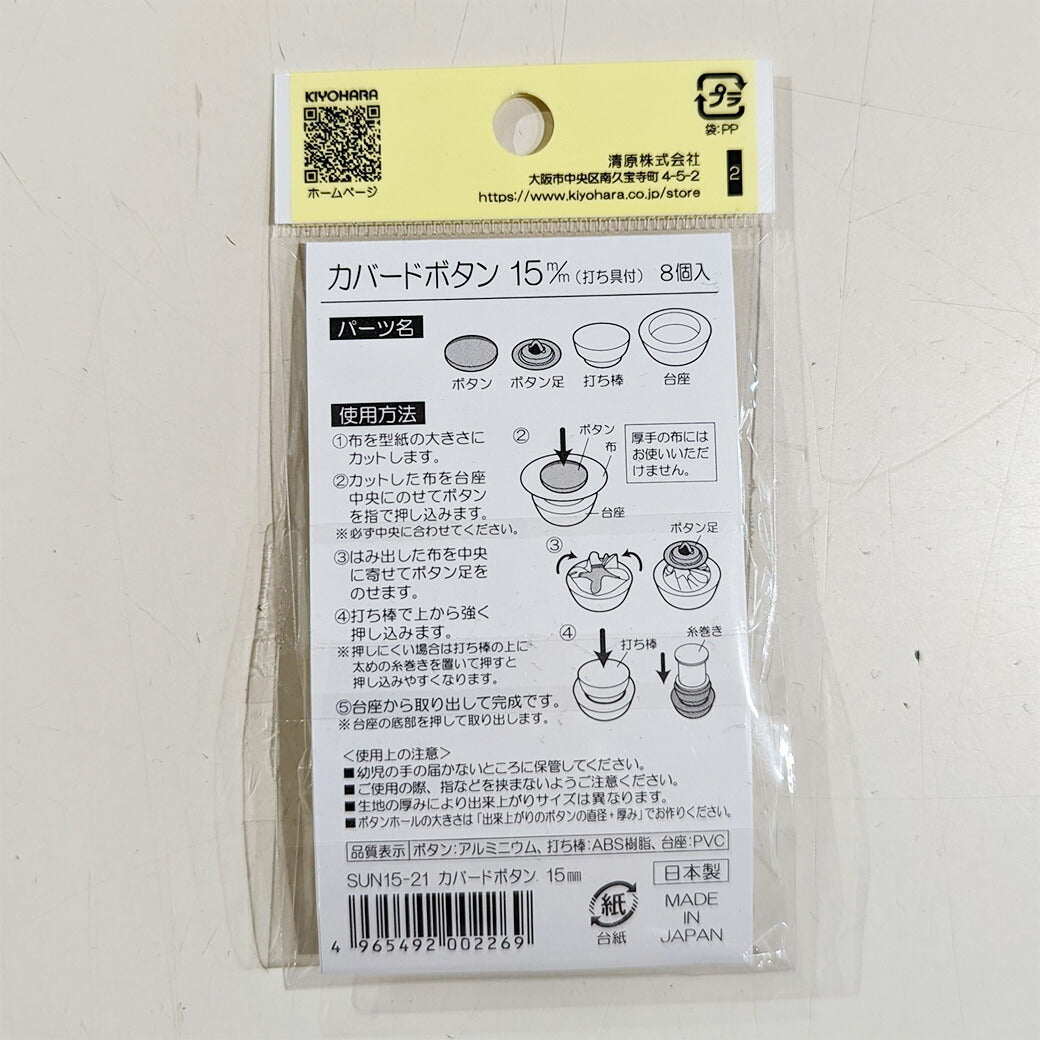 KIYOHARA
ホームページ
プラ
袋:PP
清原株式会社
大阪市中央区南久宝寺町 4-5-2
https://www.kiyohara.co.jp/store
2
カバードボタン 15m/m(打ち具付) 8個入
パーツ名
ボタン ボタン足 打ち棒 台座
使用方法
①布を型紙の大きさに
カットします。
②カットした布を台座
中央にのせてボタン
を指で押し込みます。
※必ず中央に合わせてください。
③はみ出した布を中央
に寄せてボタン足を
のせます。
④打ち棒で上から強く
押し込みます。
※押しにくい場合は打ち棒の上に
太めの糸巻きを置いて押すと
押し込みやすくなります。
⑤台座から取り出して完成です。
※台座の底部を押して取り出します。
②
ボタン
布
台座
厚手の布には
お使いいただ
けません。
③
ボタン足
④
打ち棒
糸巻き
<使用上の注意>
■幼児の手の届かないところに保管してください。
■ご使用の際、指などを挟まないようご注意ください。
■生地の厚みにより出来上がりサイズは異なります。
■ボタンホールの大きさは「出来上がりのボタンの直径+厚み」でお作りください。
品質表示 ボタン:アルミニウム、打ち棒:ABS樹脂、台座:PVC
SUN15-21 カバードボタン 15mm
日本製
4 965492 002269
紙
台紙
MADE
IN
JAPAN